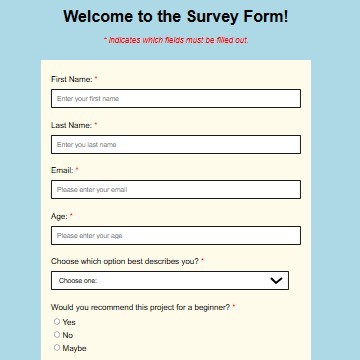 Welcome to the Survey Form!
* Indicates which fields must be filled out.
First Name: *
Enter your first name
Last Name: *
Enter you last name
Email: *
Please enter your email
Age: *
Please enter your age
Choose which option best describes you? *
Choose one:
Would you recommend this project for a beginner? *
Yes
No
Maybe